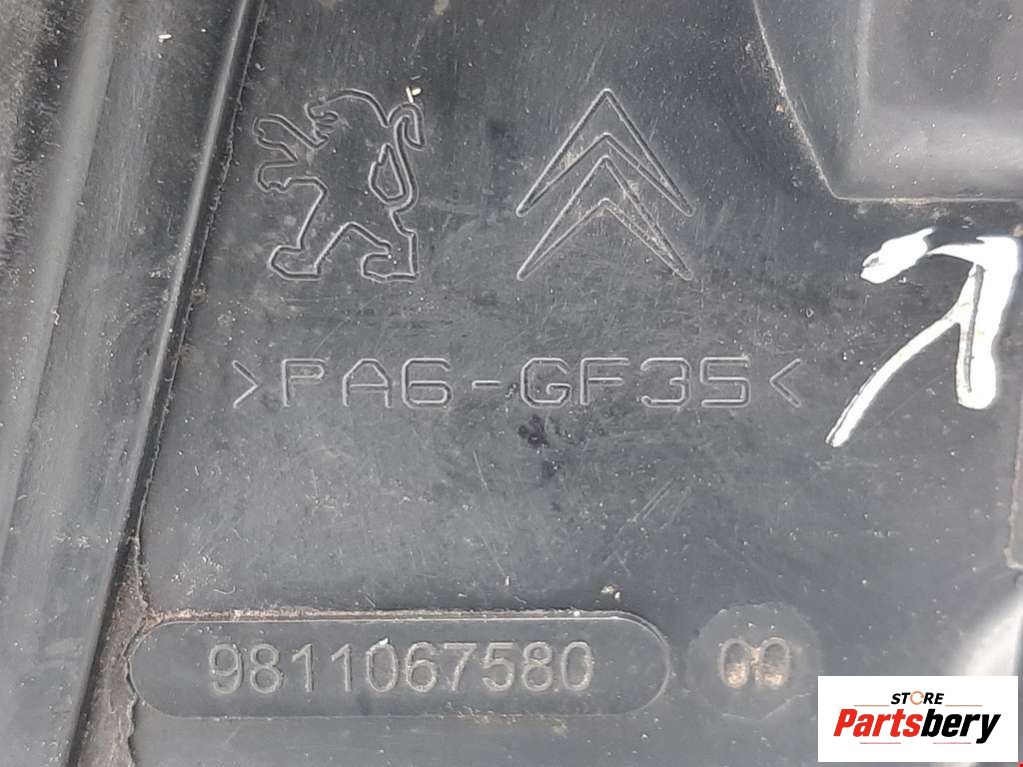 >PA6-GF35<
9811067580 00
STORE
Partsbery